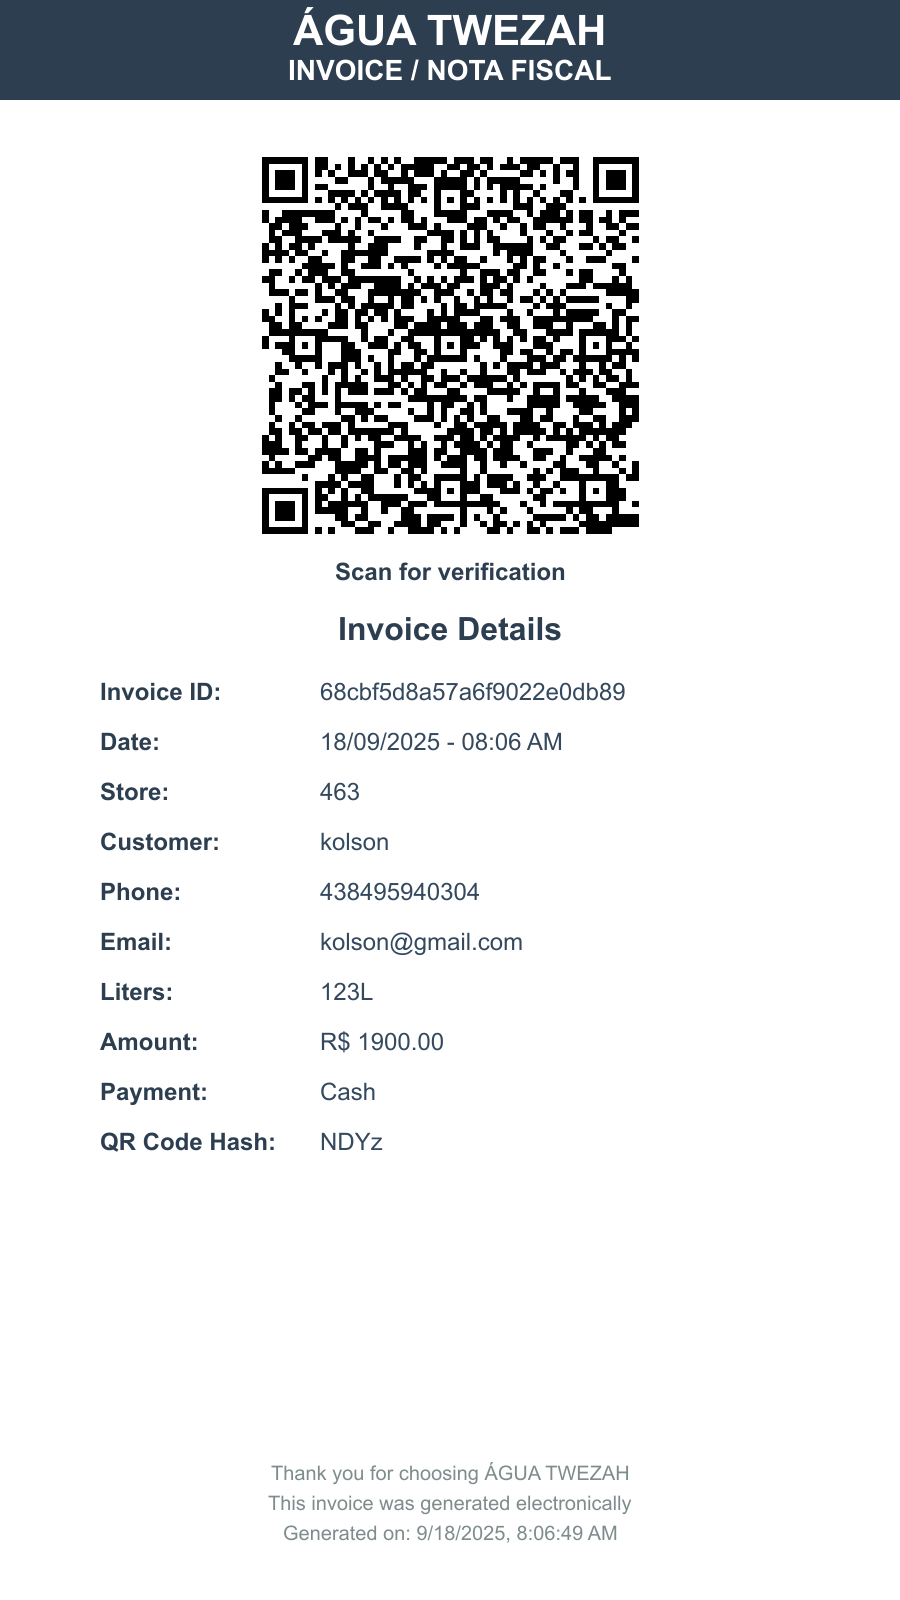 ÁGUA TWEZAH
INVOICE / NOTA FISCAL
Scan for verification
Invoice Details
Invoice ID: 68cbf5d8a57a6f9022e0db89
Date: 18/09/2025 - 08:06 AM
Store: 463
Customer: kolson
Phone: 438495940304
Email: kolson@gmail.com
Liters: 123L
Amount: R$ 1900.00
Payment: Cash
QR Code Hash: NDYz
Thank you for choosing ÁGUA TWEZAH
This invoice was generated electronically
Generated on: 9/18/2025, 8:06:49 AM